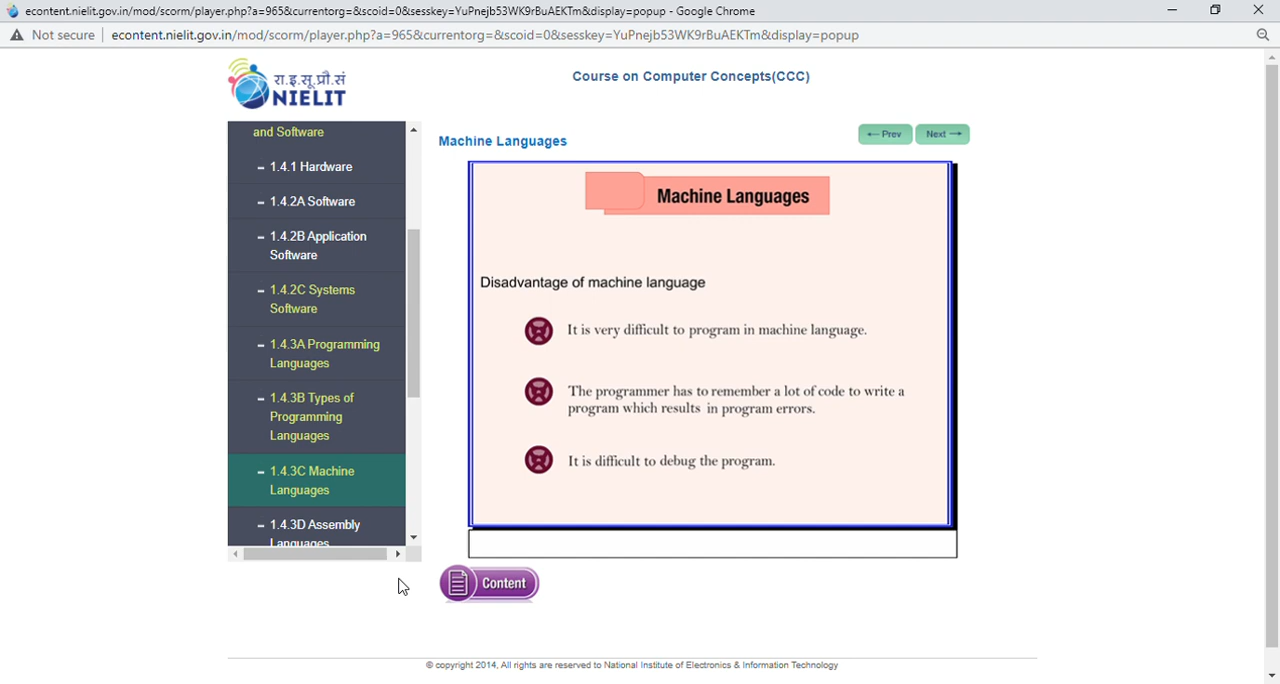 econtent.nielit.gov.in/mod/scorm/player.php?a=965&currentorg=&scoid=0&sesskey=YuPnejb53WK9rBuAEKTm&display=popup - Google Chrome
Not secure
econtent.nielit.gov.in/mod/scorm/player.php?a=965&currentorg=&scoid=0&sesskey=YuPnejb53WK9rBuAEKTm&display=popup
रा.इ.सू.प्रौ.सं
NIELIT
Course on Computer Concepts(CCC)
and Software
1.4.1 Hardware
1.4.2A Software
1.4.2B Application
Software
1.4.2C Systems
Software
1.4.3A Programming
Languages
1.4.3B Types of
Programming
Languages
1.4.3C Machine
Languages
1.4.3D Assembly
Languages
Machine Languages
← Prev
Next →
Machine Languages
Disadvantage of machine language
It is very difficult to program in machine language.
The programmer has to remember a lot of code to write a
program which results in program errors.
It is difficult to debug the program.
Content
© copyright 2014, All rights are reserved to National Institute of Electronics & Information Technology